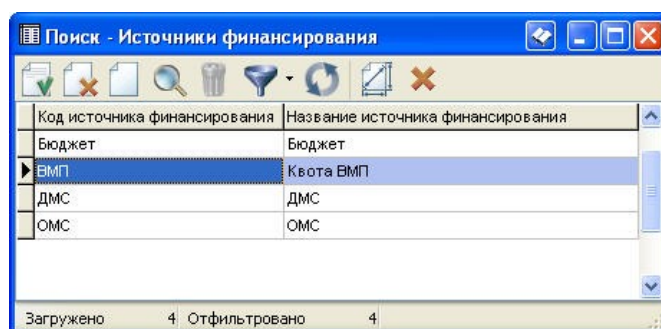 Поиск - Источники финансирования
Код источника финансирования Название источника финансирования
Бюджет Бюджет
ВМП Квота ВМП
ДМС ДМС
ОМС ОМС
Загружено 4 Отфильтровано 4